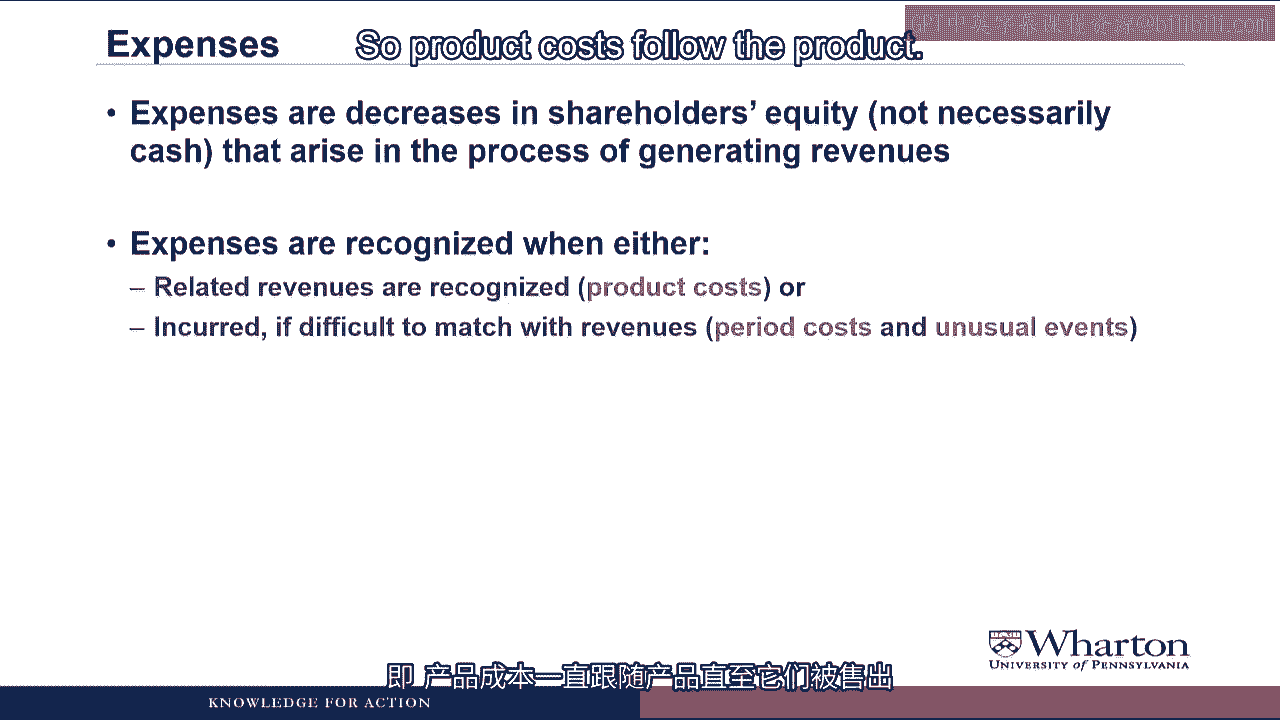 Expenses
So product costs follow the product.
• Expenses are decreases in shareholders' equity (not necessarily
cash) that arise in the process of generating revenues
• Expenses are recognized when either:
– Related revenues are recognized (product costs) or
– Incurred, if difficult to match with revenues (period costs and unusual events)
Wharton
UNIVERSITY of PENNSYLVANIA
即 产品成本一直跟随产品直至它们被售出
KNOWLEDGE FOR ACTION